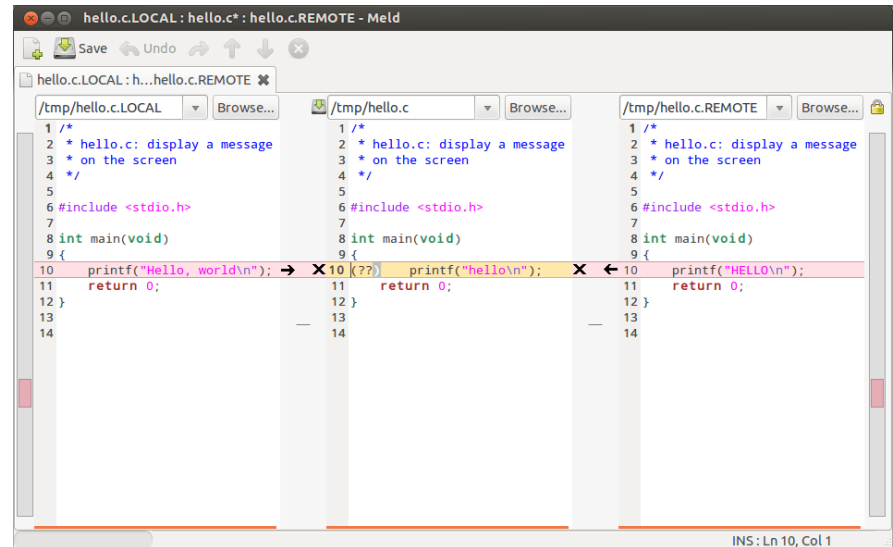 hello.c.LOCAL : hello.c* : hello.c.REMOTE - Meld
Save Undo
hello.c.LOCAL : h...hello.c.REMOTE
/tmp/hello.c.LOCAL Browse...
1 /*
2  * hello.c: display a message
3  * on the screen
4  */
5
6 #include <stdio.h>
7
8 int main(void)
9 {
10     printf("Hello, world\n");
11     return 0;
12 }
13
14
/tmp/hello.c Browse...
1 /*
2  * hello.c: display a message
3  * on the screen
4  */
5
6 #include <stdio.h>
7
8 int main(void)
9 {
10 (??)    printf("hello\n");
11     return 0;
12 }
13
14
/tmp/hello.c.REMOTE Browse...
1 /*
2  * hello.c: display a message
3  * on the screen
4  */
5
6 #include <stdio.h>
7
8 int main(void)
9 {
10     printf("HELLO\n");
11     return 0;
12 }
13
14
INS : Ln 10, Col 1